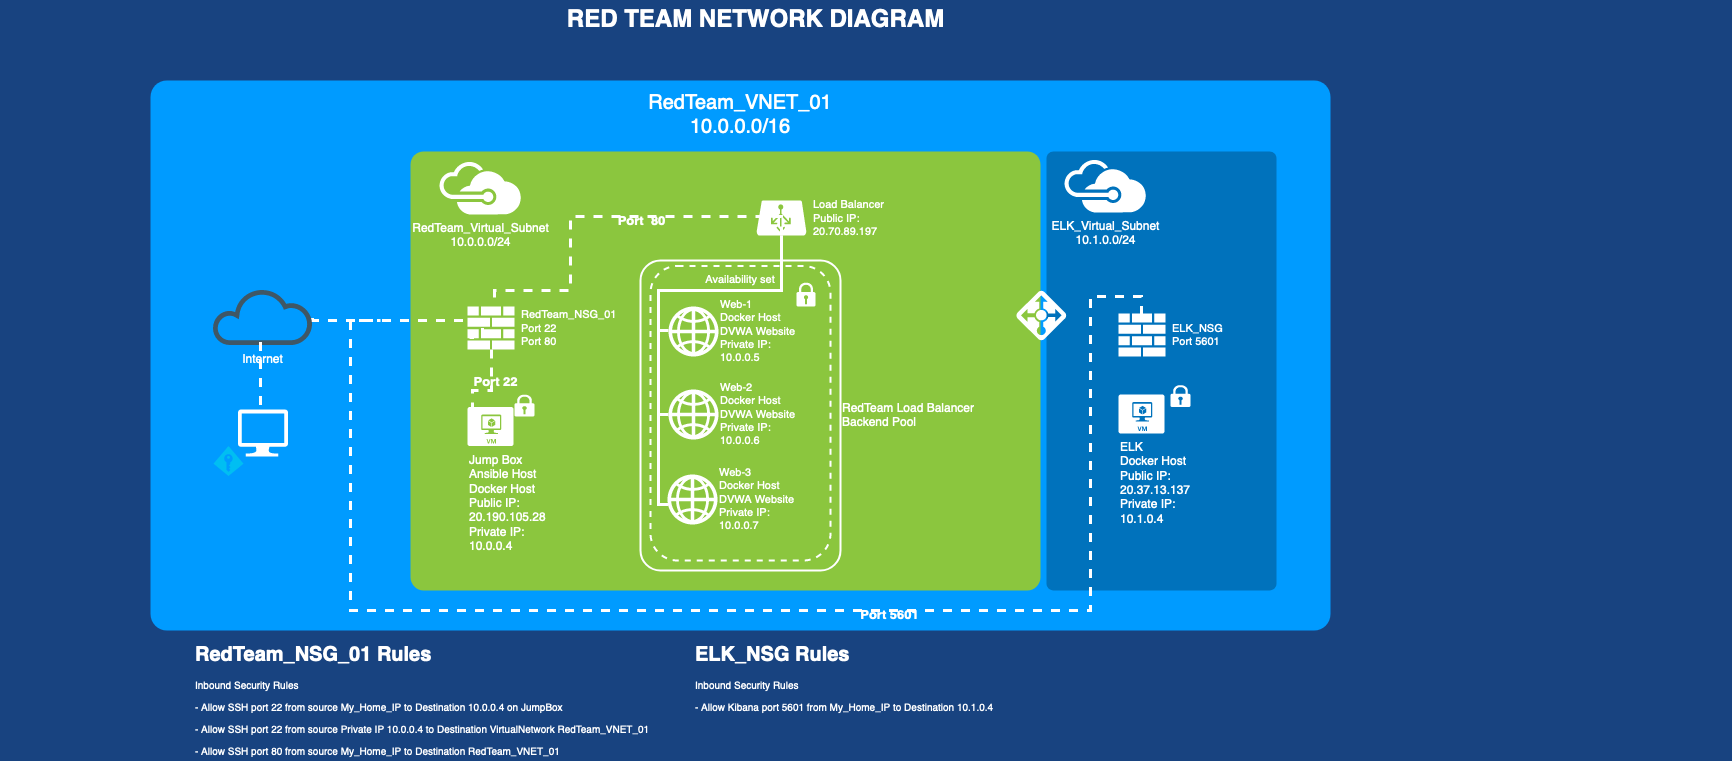 RED TEAM NETWORK DIAGRAM
RedTeam_VNET_01
10.0.0.0/16
RedTeam_Virtual_Subnet
10.0.0.0/24
Port 80
Load Balancer
Public IP:
20.70.89.197
ELK_Virtual_Subnet
10.1.0.0/24
Availability set
Internet
RedTeam_NSG_01
Port 22
Port 80
Port 22
VM
Jump Box
Ansible Host
Docker Host
Public IP:
20.190.105.28
Private IP:
10.0.0.4
Web-1
Docker Host
DVWA Website
Private IP:
10.0.0.5
Web-2
Docker Host
DVWA Website
Private IP:
10.0.0.6
Web-3
Docker Host
DVWA Website
Private IP:
10.0.0.7
RedTeam Load Balancer
Backend Pool
ELK_NSG
Port 5601
VM
ELK
Docker Host
Public IP:
20.37.13.137
Private IP:
10.1.0.4
Port 5601
RedTeam_NSG_01 Rules
Inbound Security Rules
- Allow SSH port 22 from source My_Home_IP to Destination 10.0.0.4 on JumpBox
- Allow SSH port 22 from source Private IP 10.0.0.4 to Destination VirtualNetwork RedTeam_VNET_01
- Allow SSH port 80 from source My_Home_IP to Destination RedTeam_VNET_01
ELK_NSG Rules
Inbound Security Rules
- Allow Kibana port 5601 from My_Home_IP to Destination 10.1.0.4